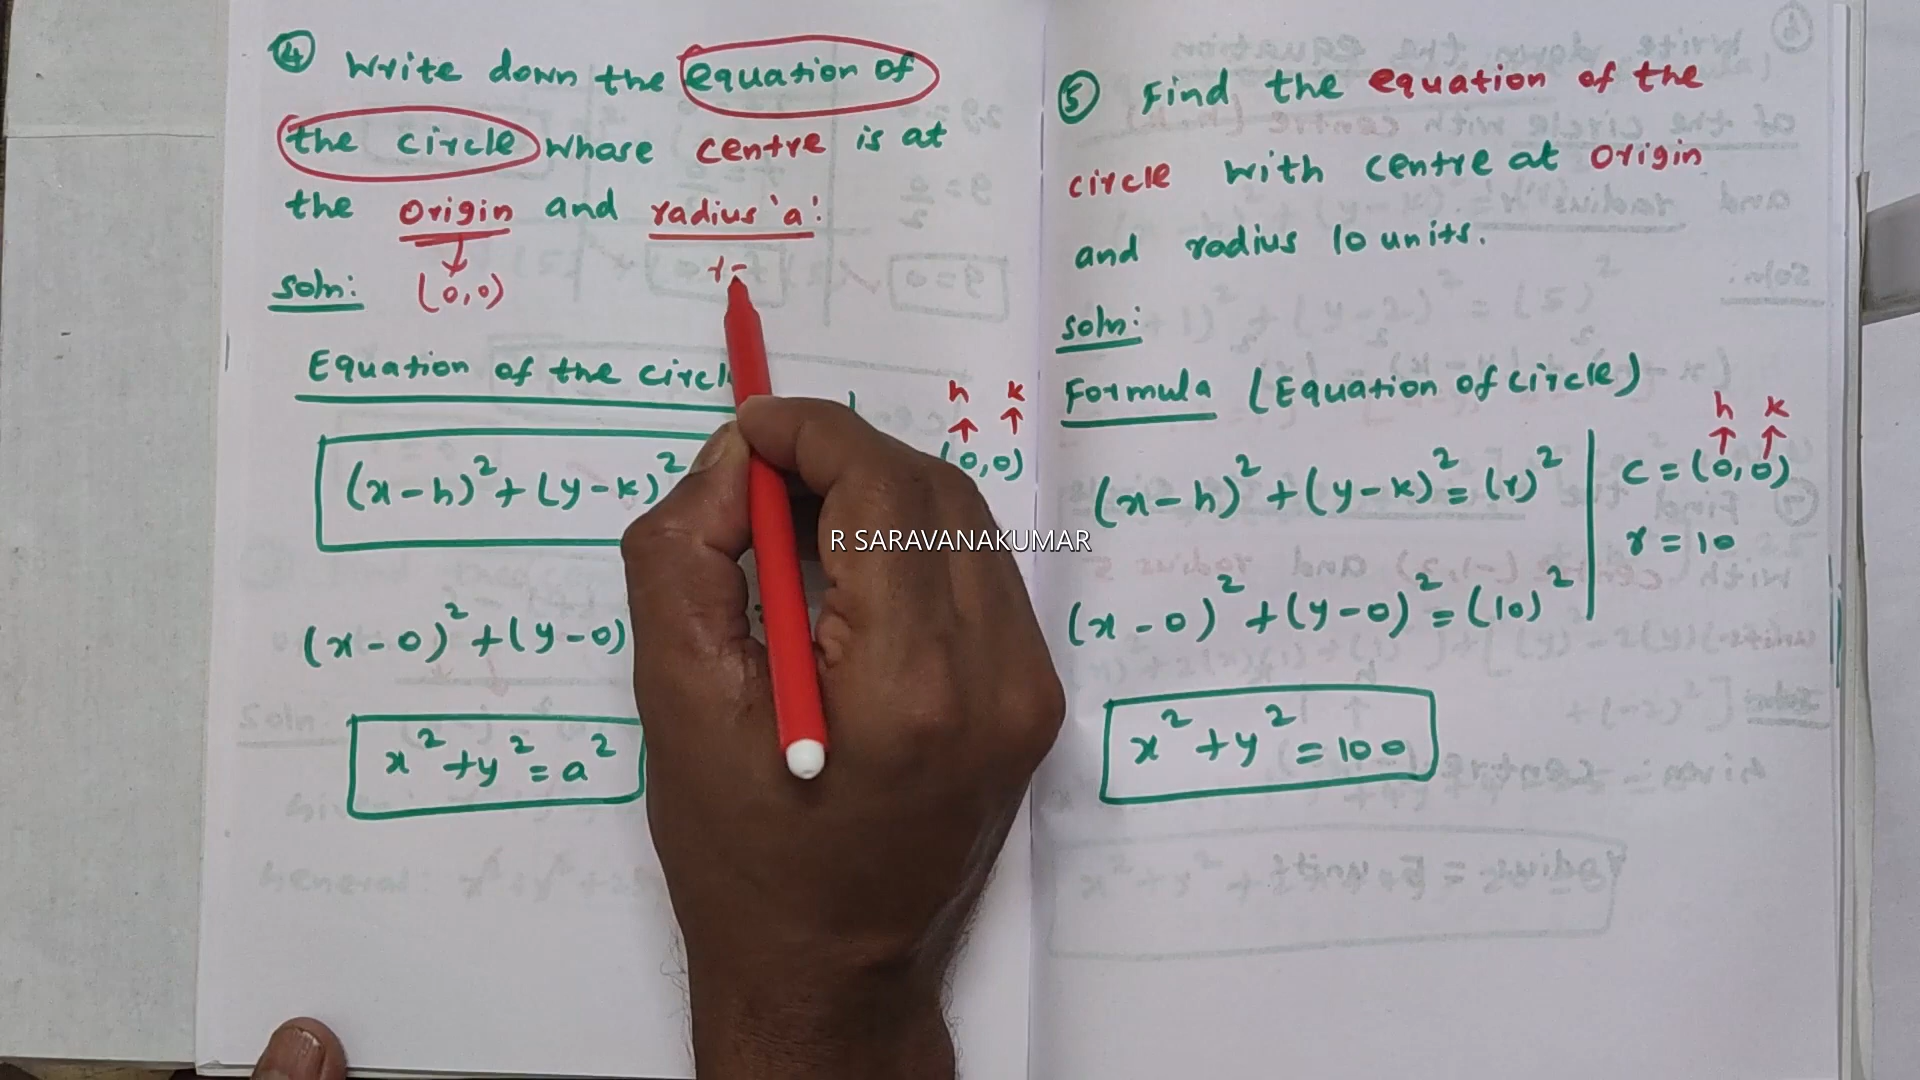 ④ Write down the equation of
the circle whose centre is at
the origin and radius 'a'.
r =
Soln: (0,0)
Equation of the circl
h k
(0,0)
(x-h)² + (y-k)²
(x-0)² + (y-0)
x² + y² = a²
⑤ Find the equation of the
circle with centre at origin
and radius 10 units.
Soln:
Formula (Equation of circle)
h k
(x-h)² + (y-k)² = (r)²
C = (0,0)
r = 10
(x-0)² + (y-0)² = (10)²
x² + y² = 100
R SARAVANAKUMAR